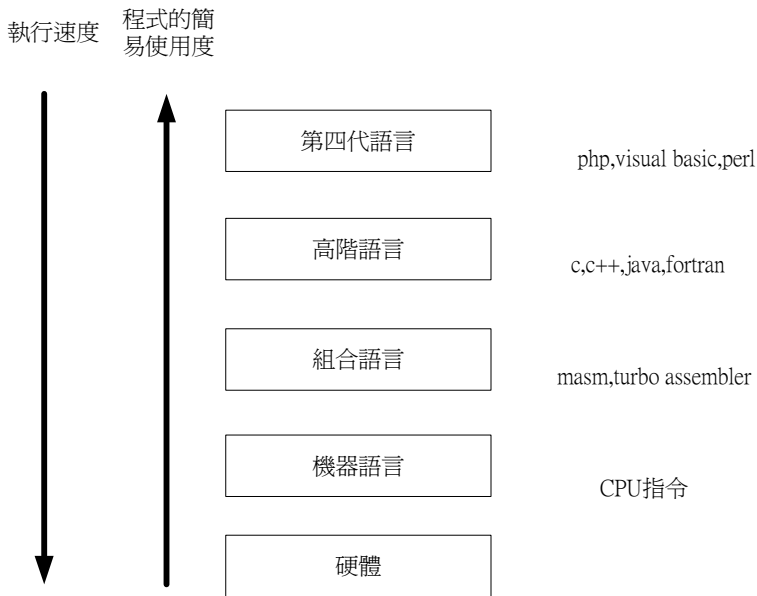 執行速度
程式的簡
易使用度
第四代語言
php,visual basic,perl
高階語言
c,c++,java,fortran
組合語言
masm,turbo assembler
機器語言
CPU指令
硬體